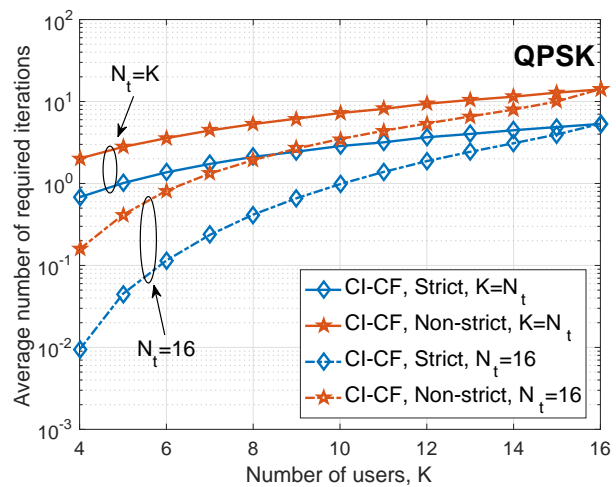 QPSK
N_t=K
N_t=16
CI-CF, Strict, K=N_t
CI-CF, Non-strict, K=N_t
CI-CF, Strict, N_t=16
CI-CF, Non-strict, N_t=16
Average number of required iterations
10^2
10^1
10^0
10^-1
10^-2
10^-3
4 6 8 10 12 14 16
Number of users, K